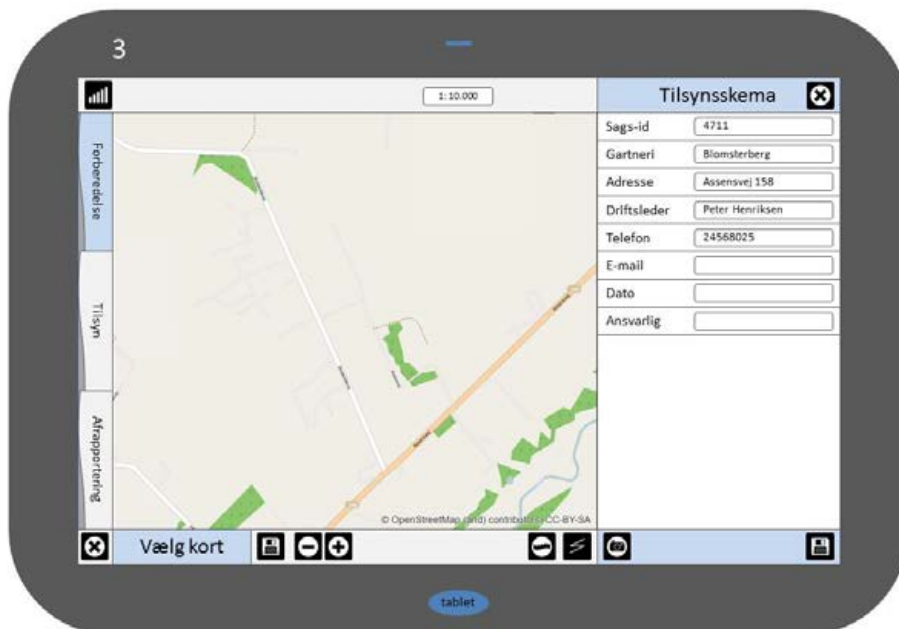 3
1:10.000
Tilsynsskema
Forberedelse
Tilsyn
Afrapportering
Sags-id 4711
Gartneri Blomsterberg
Adresse Assensvej 158
Driftsleder Peter Henriksen
Telefon 24568025
E-mail
Dato
Ansvarlig
© OpenStreetMap (and) contributors CC-BY-SA
Vælg kort
tablet